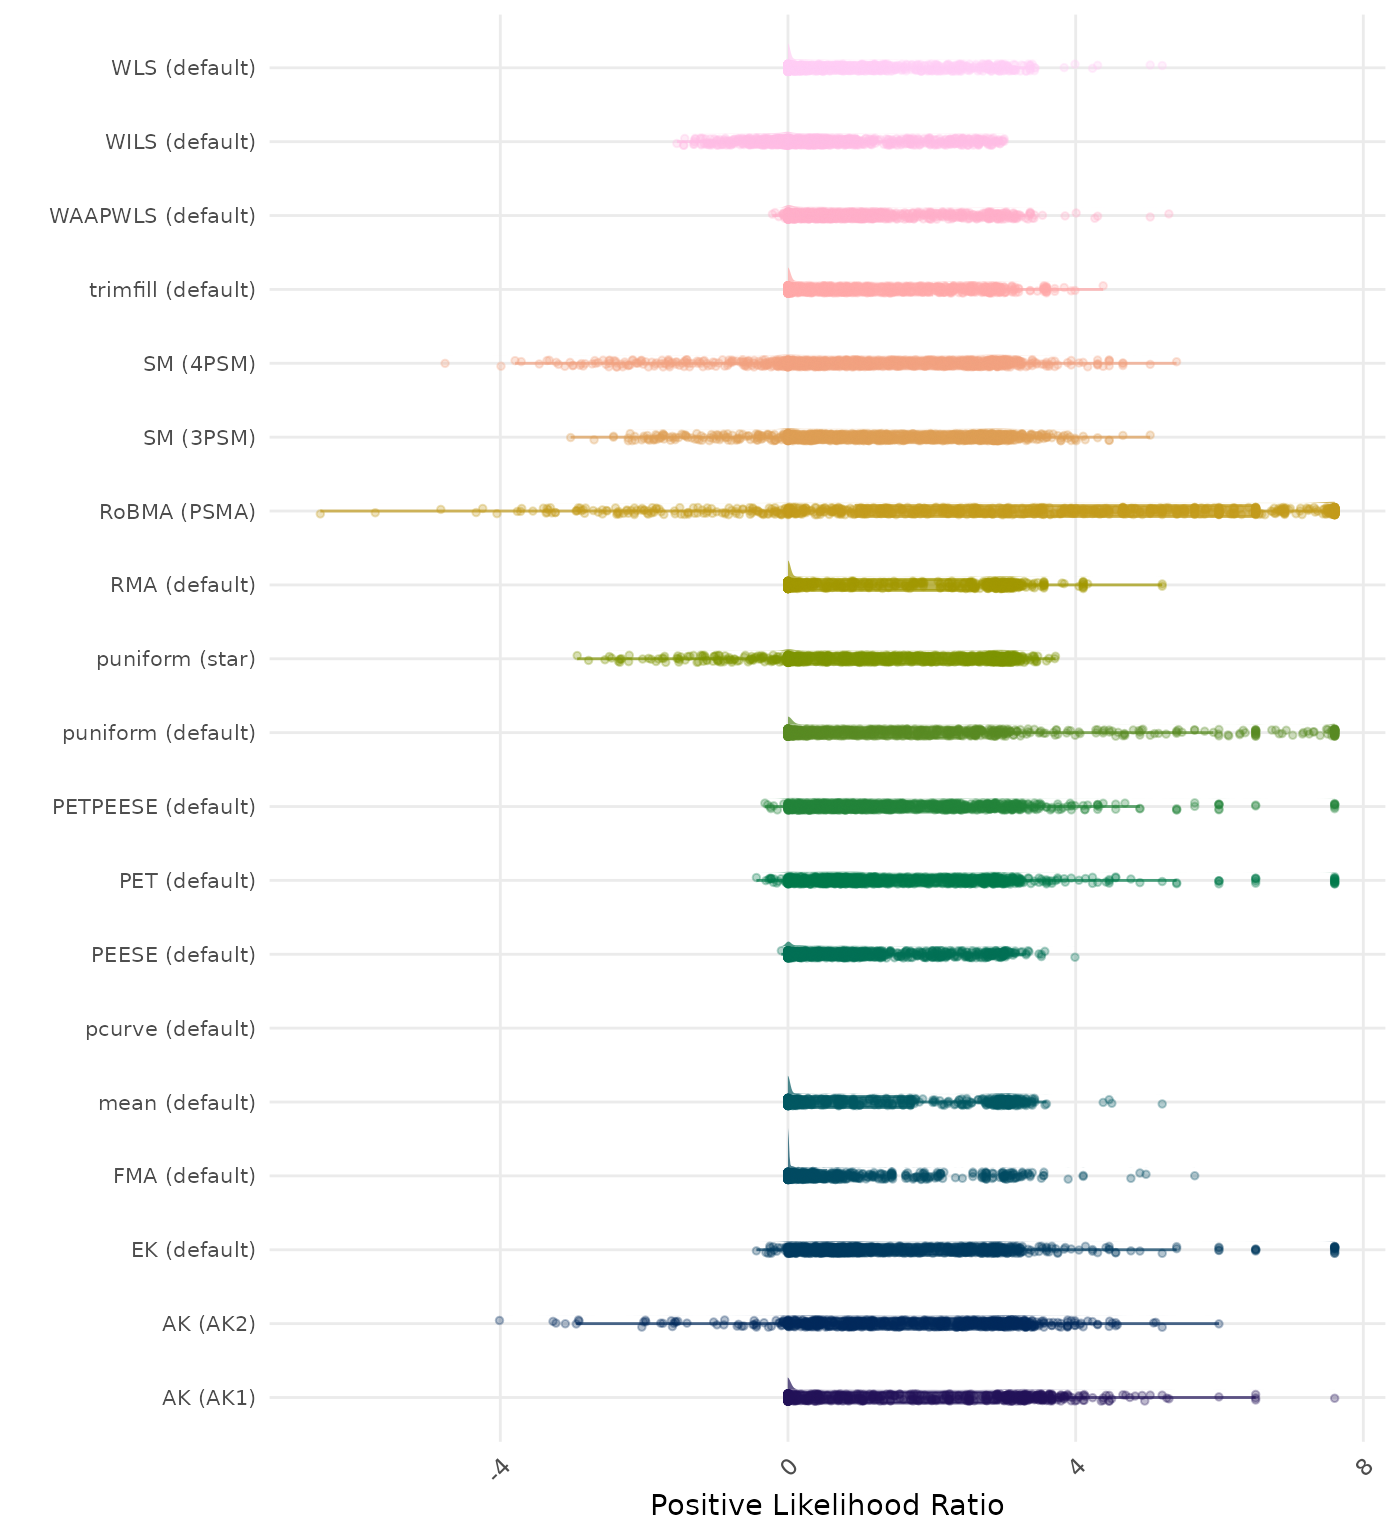 WLS (default)
WILS (default)
WAAPWLS (default)
trimfill (default)
SM (4PSM)
SM (3PSM)
RoBMA (PSMA)
RMA (default)
puniform (star)
puniform (default)
PETPEESE (default)
PET (default)
PEESE (default)
pcurve (default)
mean (default)
FMA (default)
EK (default)
AK (AK2)
AK (AK1)
-4 0 4 8
Positive Likelihood Ratio